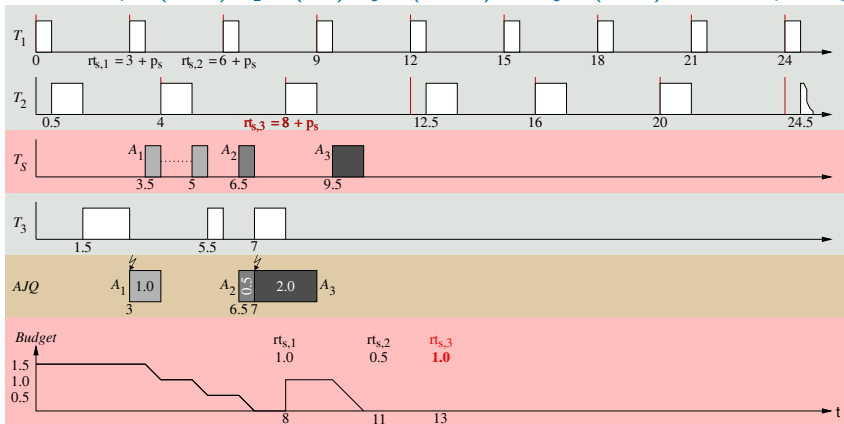 T1
0 rts,1 = 3 + ps rts,2 = 6 + ps 9 12 15 18 21 24
T2
0.5 4 rts,3 = 8 + ps 12.5 16 20 24.5
TS A1 A2 A3
3.5 5 6.5 9.5
T3
1.5 5.5 7
AJQ A1 1.0 A2 0.5 2.0 A3
3 6.5 7
Budget rts,1 rts,2 rts,3
1.0 0.5 1.0
1.5
1.0
0.5
8 11 13 t